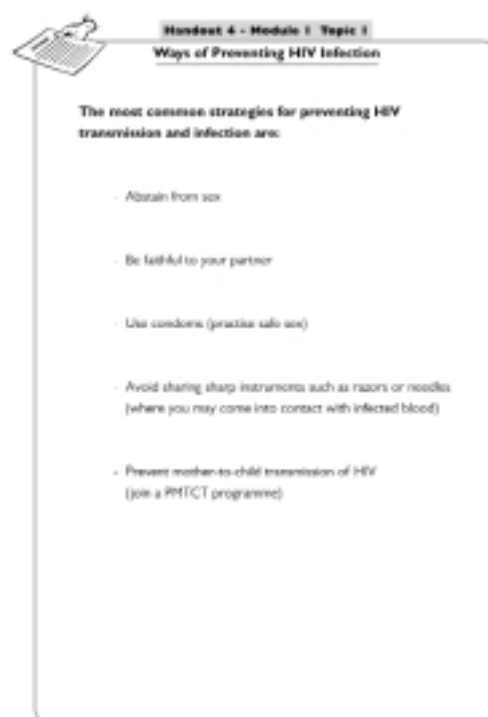 Handout 4 - Module 1 Topic 1
Ways of Preventing HIV Infection
The most common strategies for preventing HIV
transmission and infection are:
- Abstain from sex
- Be faithful to your partner
- Use condoms (practise safe sex)
- Avoid sharing sharp instruments such as razors or needles
(where you may come into contact with infected blood)
- Prevent mother-to-child transmission of HIV
(join a PMTCT programme)